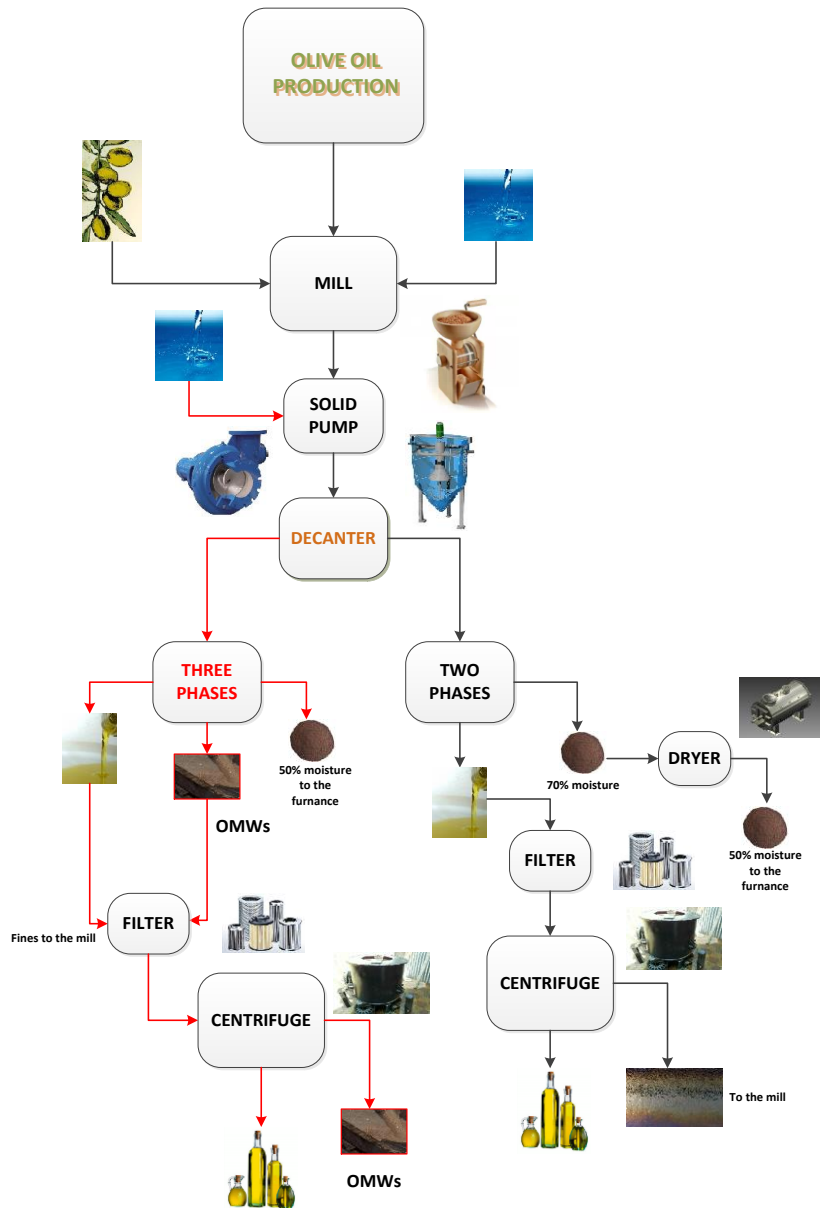 OLIVE OIL
PRODUCTION
MILL
SOLID
PUMP
DECANTER
THREE
PHASES
TWO
PHASES
50% moisture
to the
furnance
OMWs
70% moisture
DRYER
50% moisture
to the
furnance
FILTER
FILTER
Fines to the mill
CENTRIFUGE
CENTRIFUGE
To the mill
OMWs